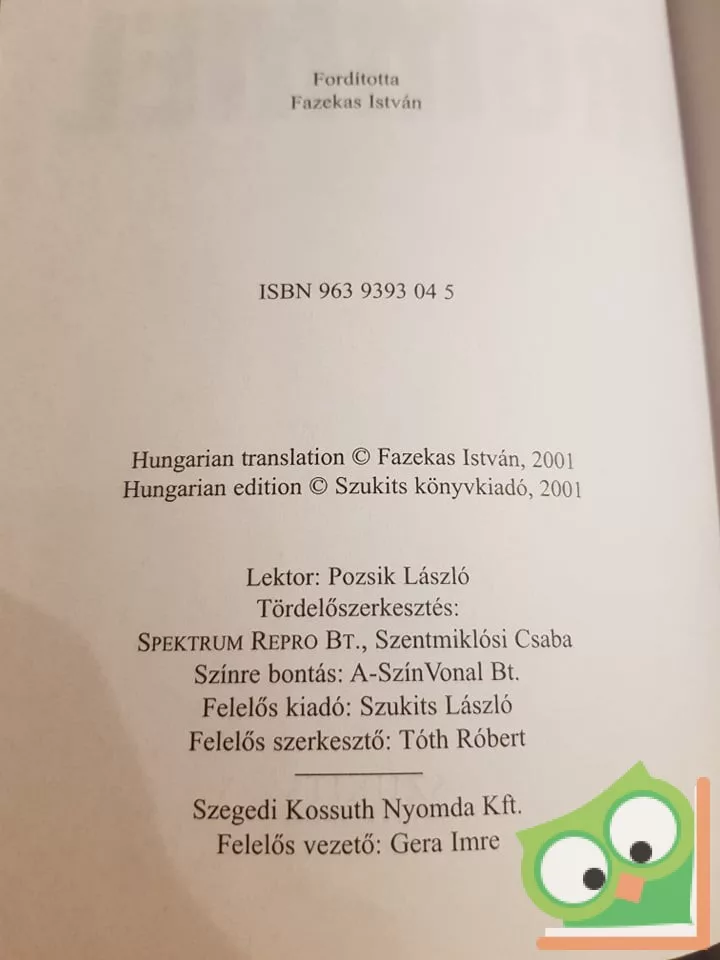 Fordította
Fazekas István
ISBN 963 9393 04 5
Hungarian translation © Fazekas István, 2001
Hungarian edition © Szukits könyvkiadó, 2001
Lektor: Pozsik László
Tördelőszerkesztés:
SPEKTRUM REPRO BT., Szentmiklósi Csaba
Színre bontás: A-SzínVonal Bt.
Felelős kiadó: Szukits László
Felelős szerkesztő: Tóth Róbert
Szegedi Kossuth Nyomda Kft.
Felelős vezető: Gera Imre